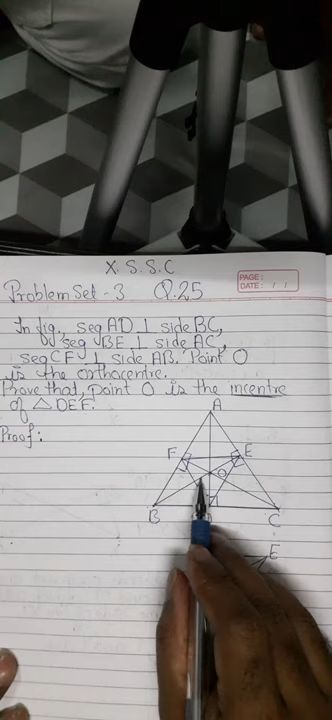 X. S. S. C
Problem Set - 3 Q.25
PAGE :
DATE : / /
In fig, seg AD ⊥ side BC,
seg BE ⊥ side AC,
seg CF ⊥ side AB. Point O
is the orthocentre.
Prove that, point O is the incentre
of △DEF.
Proof :
A
F E
O
B C
E